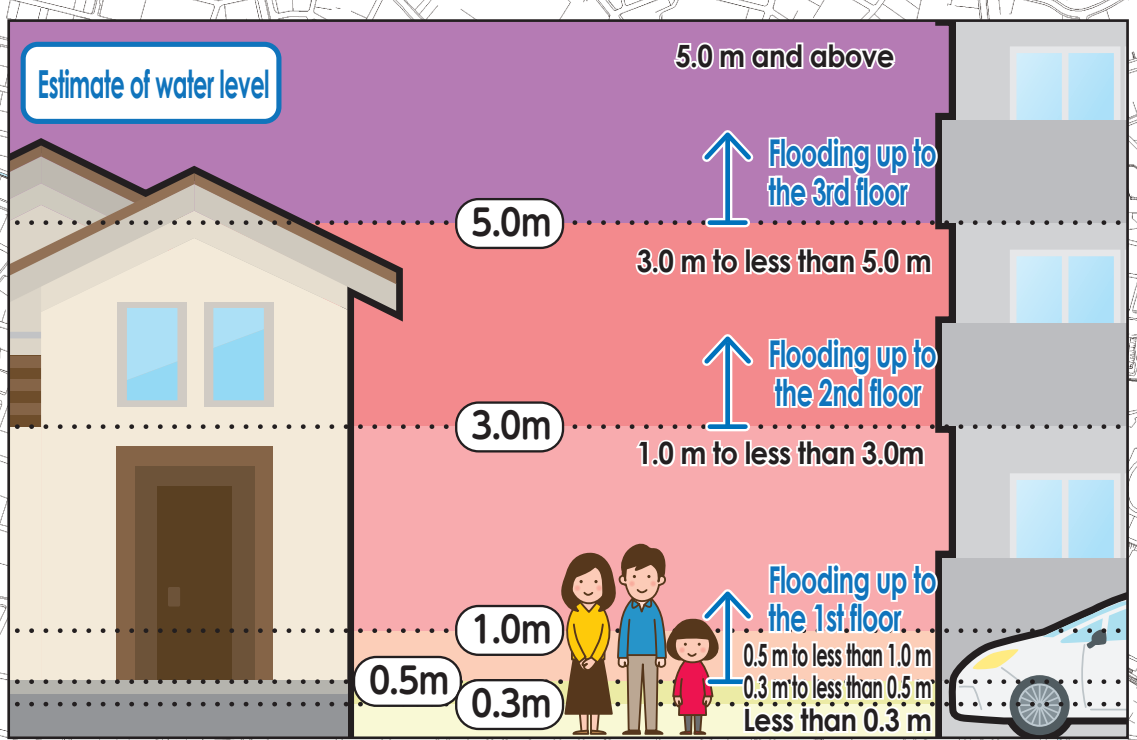 Estimate of water level
5.0 m and above
Flooding up to
the 3rd floor
5.0m
3.0 m to less than 5.0 m
Flooding up to
the 2nd floor
3.0m
1.0 m to less than 3.0m
Flooding up to
the 1st floor
1.0m
0.5 m to less than 1.0 m
0.5m
0.3 m to less than 0.5 m
0.3m
Less than 0.3 m